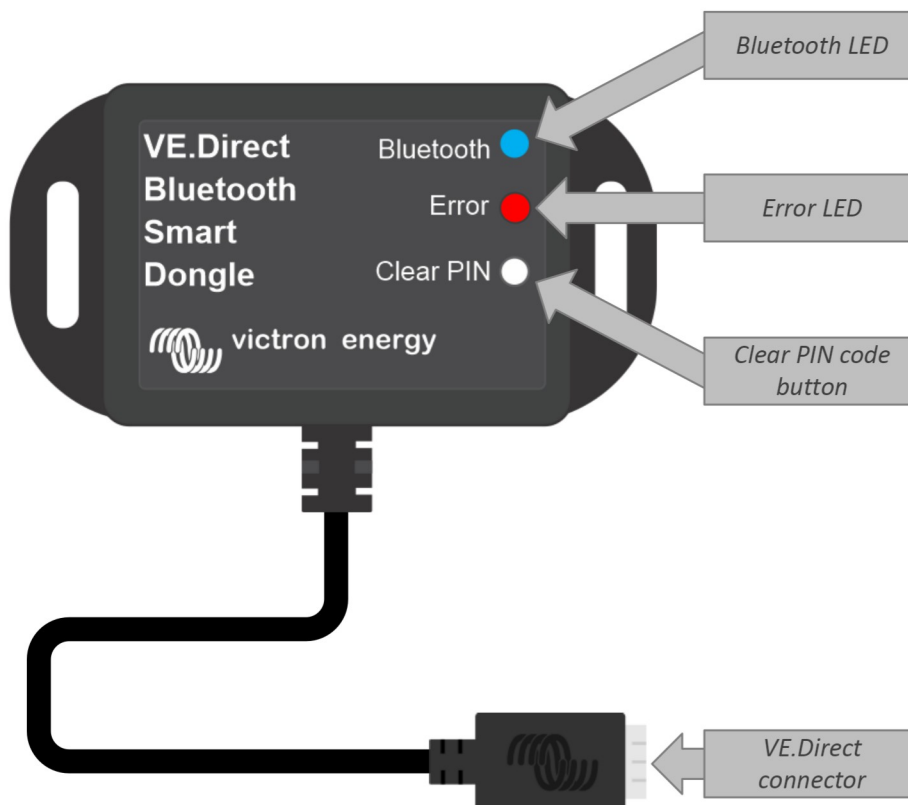 Bluetooth LED
VE.Direct
Bluetooth
Smart
Dongle
Bluetooth
Error
Clear PIN
victron energy
Error LED
Clear PIN code
button
VE.Direct
connector